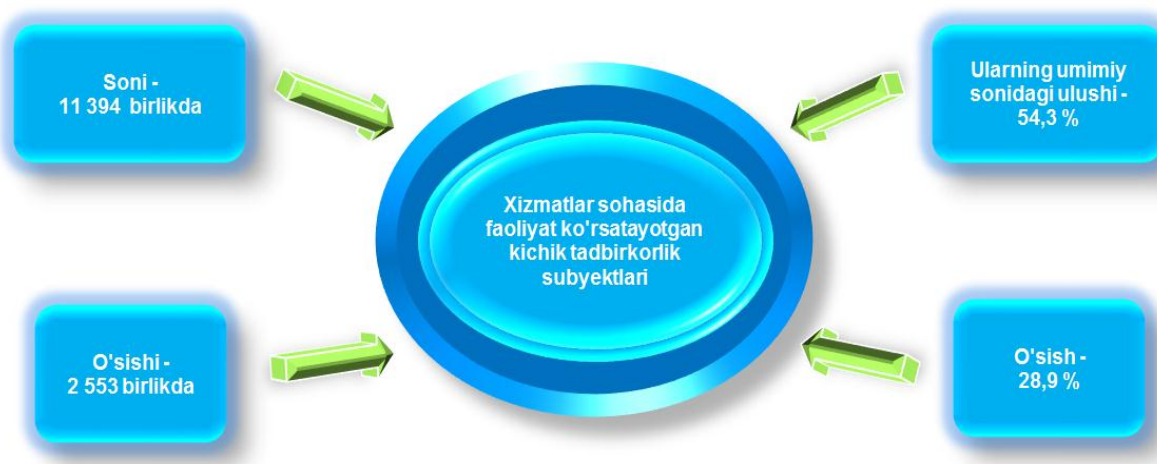 Soni -
11 394 birlikda
Ularning umimiy
sonidagi ulushi -
54,3 %
Xizmatlar sohasida
faoliyat ko'rsatayotgan
kichik tadbirkorlik
subyektlari
O'sishi -
2 553 birlikda
O'sish -
28,9 %